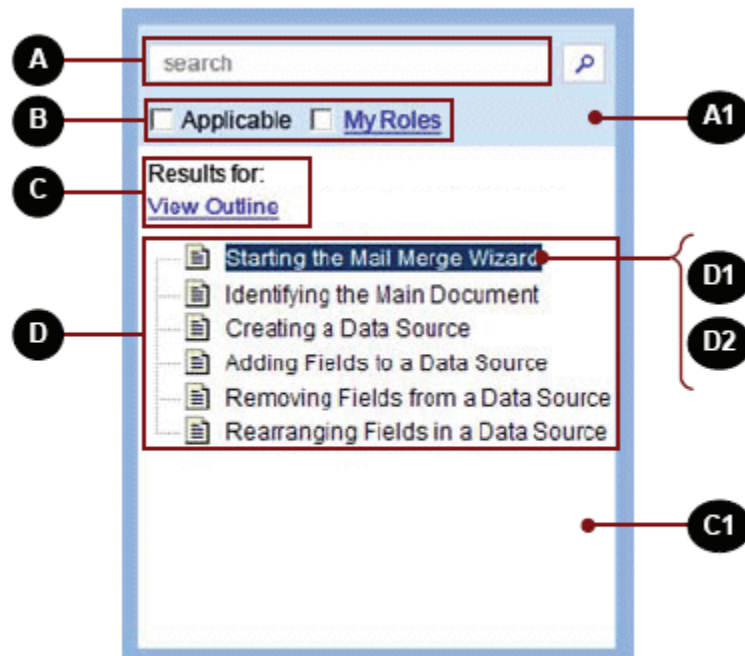 A
search
B
Applicable My Roles
A1
C
Results for:
View Outline
D
Starting the Mail Merge Wizard
D1
Identifying the Main Document
Creating a Data Source
D2
Adding Fields to a Data Source
Removing Fields from a Data Source
Rearranging Fields in a Data Source
C1